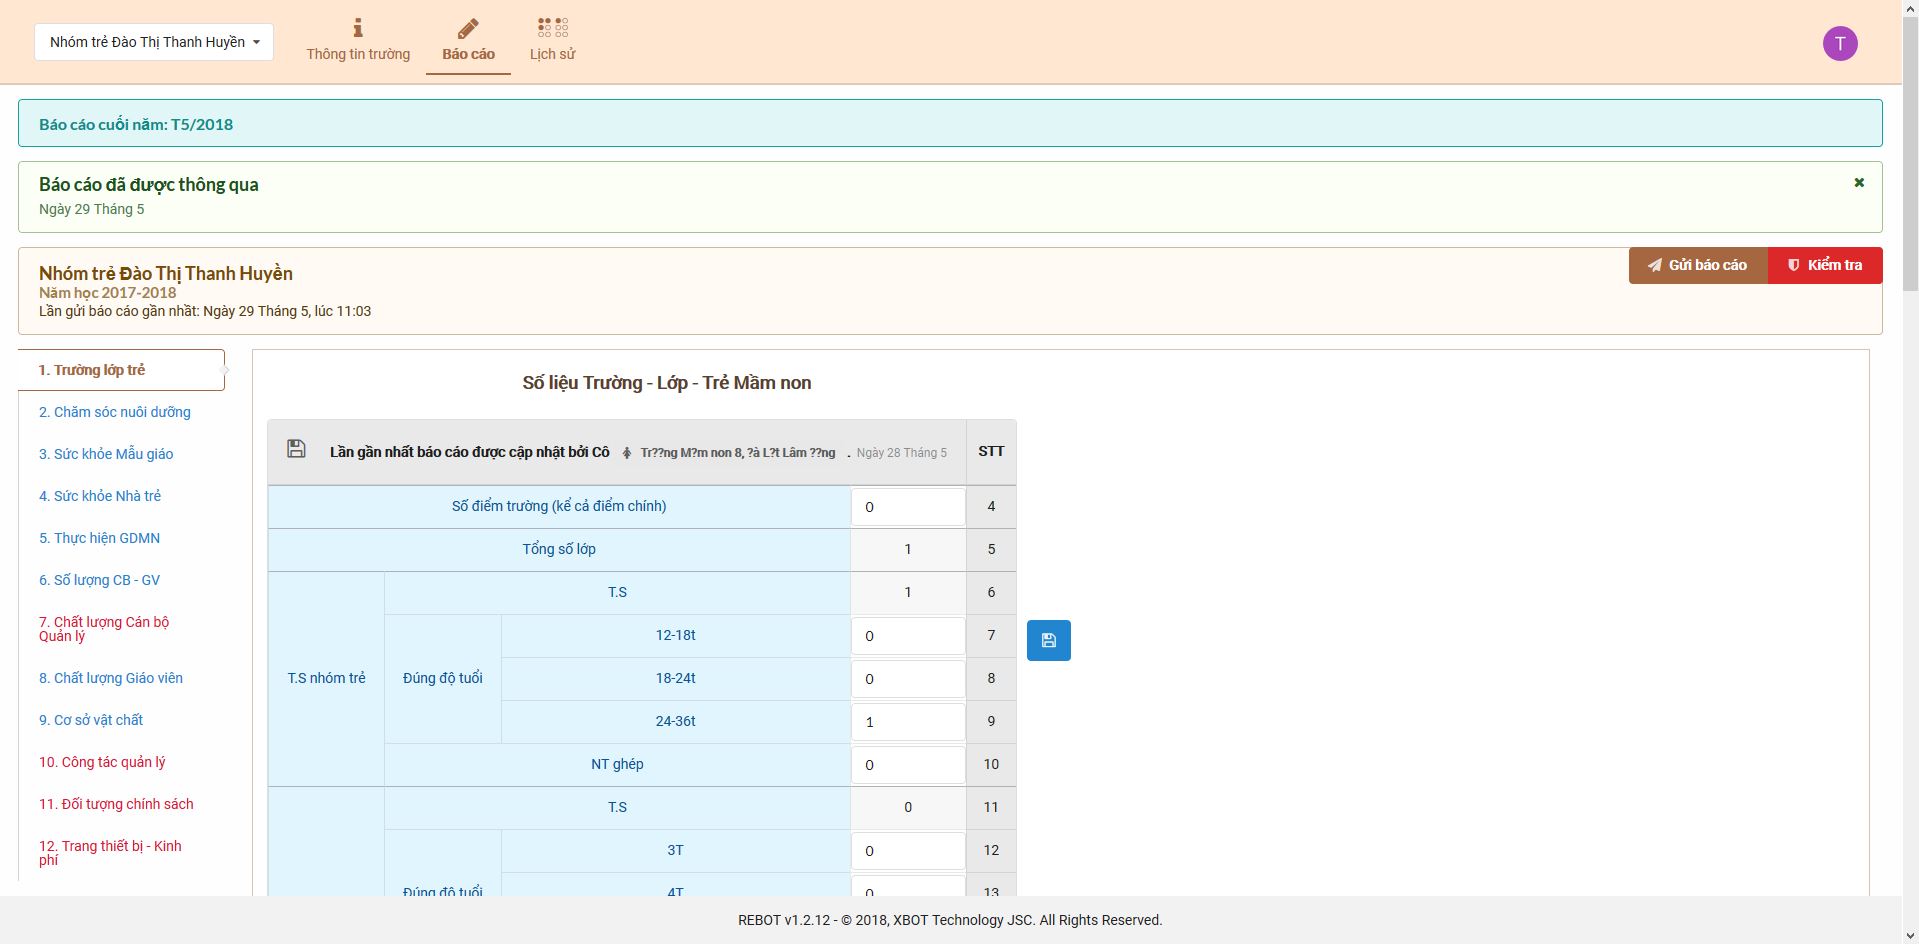 Nhóm trẻ Đào Thị Thanh Huyền
Thông tin trường
Báo cáo
Lịch sử
T
Báo cáo cuối năm: T5/2018
Báo cáo đã được thông qua
Ngày 29 Tháng 5
Nhóm trẻ Đào Thị Thanh Huyền
Năm học 2017-2018
Lần gửi báo cáo gần nhất: Ngày 29 Tháng 5, lúc 11:03
Gửi báo cáo
Kiểm tra
1. Trường lớp trẻ
2. Chăm sóc nuôi dưỡng
3. Sức khỏe Mẫu giáo
4. Sức khỏe Nhà trẻ
5. Thực hiện GDMN
6. Số lượng CB - GV
7. Chất lượng Cán bộ
Quản lý
8. Chất lượng Giáo viên
9. Cơ sở vật chất
10. Công tác quản lý
11. Đối tượng chính sách
12. Trang thiết bị - Kinh
phí
Số liệu Trường - Lớp - Trẻ Mầm non
Lần gần nhất báo cáo được cập nhật bởi Cô Tr??ng M?m non 8, ?à L?t Lâm ??ng . Ngày 28 Tháng 5 STT
Số điểm trường (kể cả điểm chính) 0 4
Tổng số lớp 1 5
T.S 1 6
12-18t 0 7
T.S nhóm trẻ Đúng độ tuổi 18-24t 0 8
24-36t 1 9
NT ghép 0 10
T.S 0 11
3T 0 12
Đúng độ tuổi 4T 0 13
REBOT v1.2.12 - © 2018, XBOT Technology JSC. All Rights Reserved.